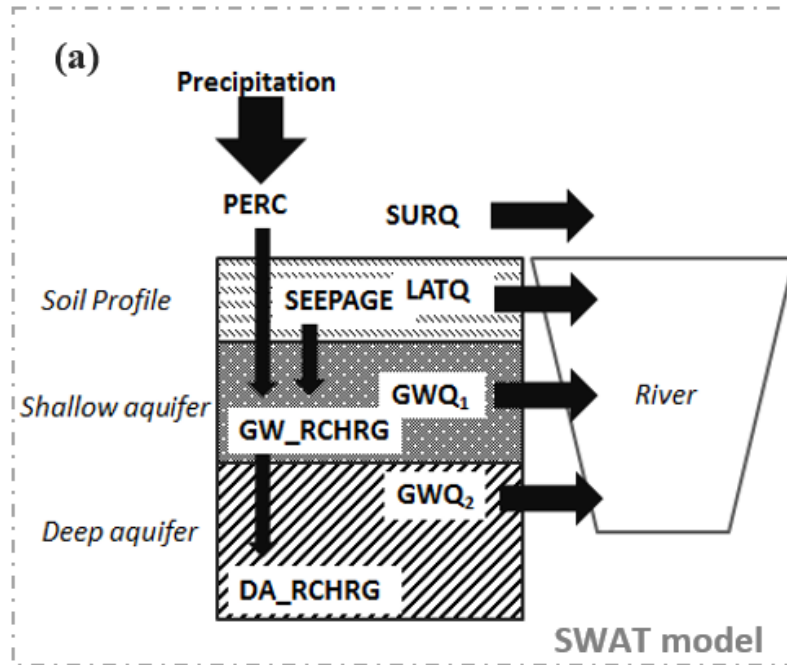 (a)
Precipitation
PERC
SURQ
Soil Profile
SEEPAGE
LATQ
Shallow aquifer
GWQ₁
River
GW_RCHRG
GWQ₂
Deep aquifer
DA_RCHRG
SWAT model